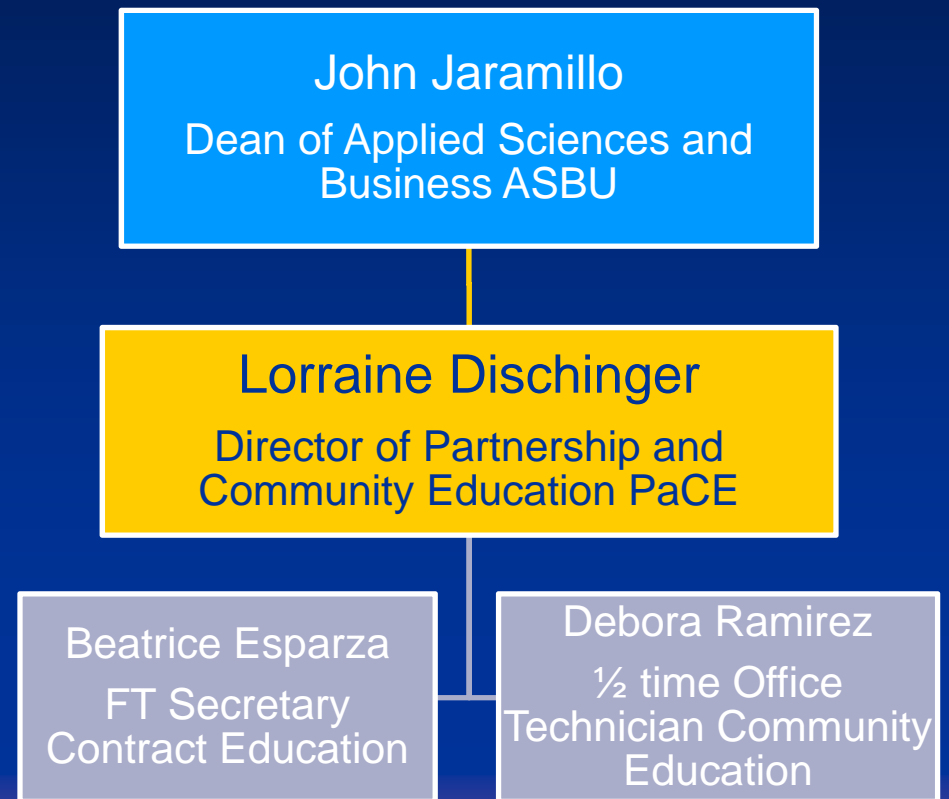 John Jaramillo
Dean of Applied Sciences and
Business ASBU
Lorraine Dischinger
Director of Partnership and
Community Education PaCE
Beatrice Esparza
FT Secretary
Contract Education
Debora Ramirez
½ time Office
Technician Community
Education